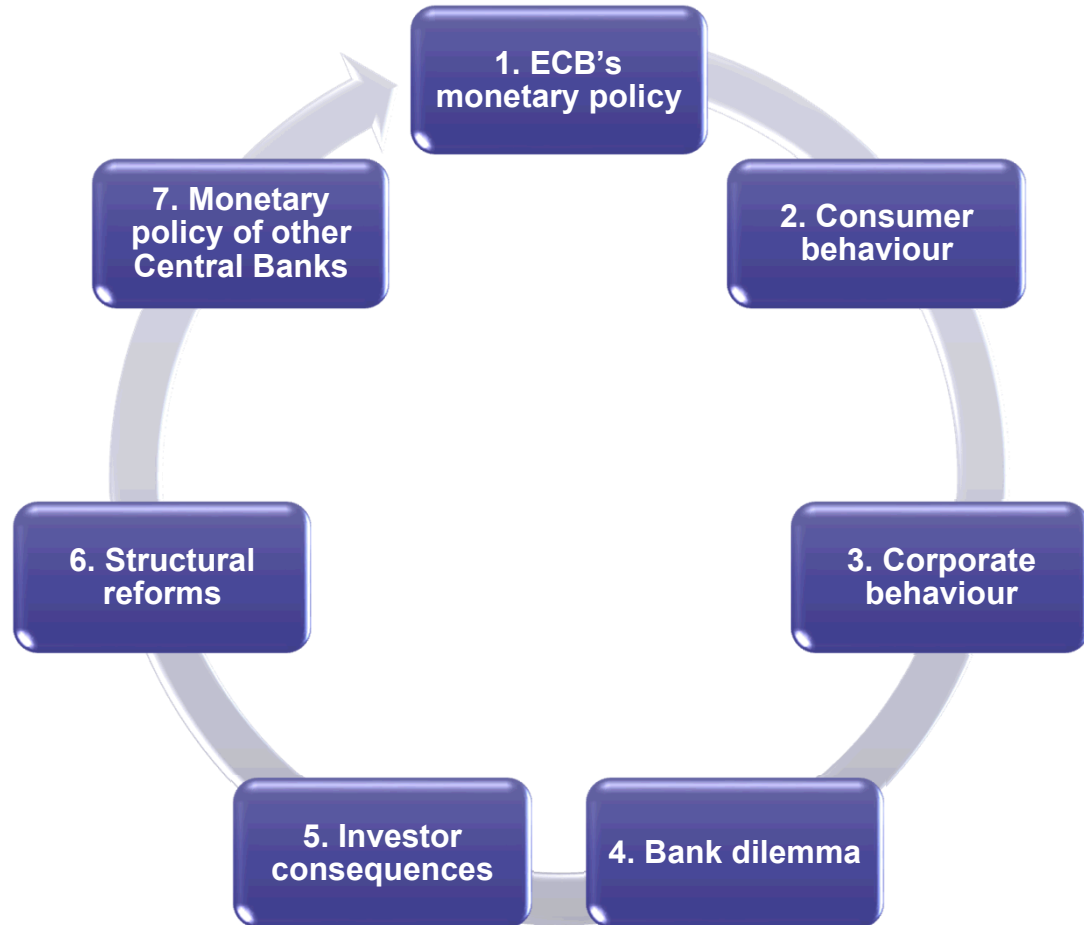 1. ECB’s
monetary policy
2. Consumer
behaviour
3. Corporate
behaviour
4. Bank dilemma
5. Investor
consequences
6. Structural
reforms
7. Monetary
policy of other
Central Banks